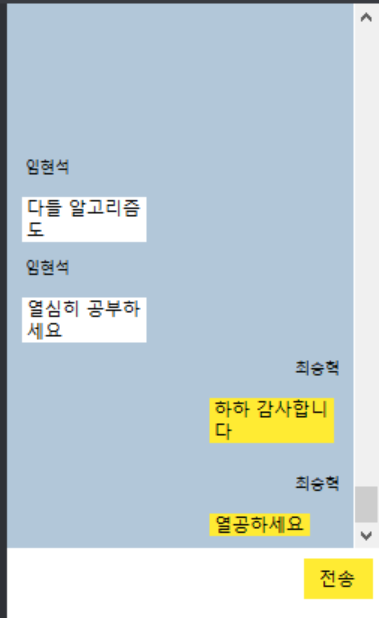 임현석
다들 알고리즘
도
임현석
열심히 공부하
세요
최승혁
하하 감사합니
다
최승혁
열공하세요
전송